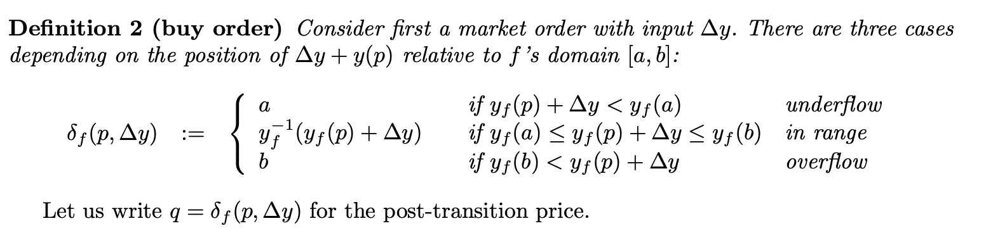 Definition 2 (buy order) Consider first a market order with input Δy. There are three cases
depending on the position of Δy + y(p) relative to f's domain [a, b]:
a if y_f(p) + Δy < y_f(a) underflow
δ_f(p, Δy) := { y_f^{-1}(y_f(p) + Δy) if y_f(a) ≤ y_f(p) + Δy ≤ y_f(b) in range
b if y_f(b) < y_f(p) + Δy overflow
Let us write q = δ_f(p, Δy) for the post-transition price.